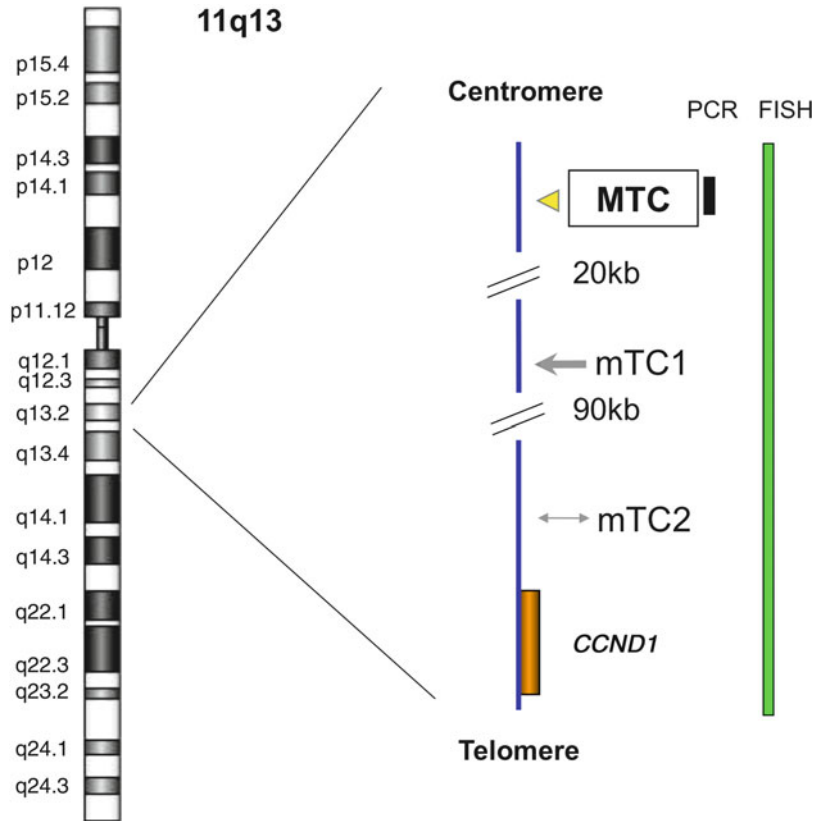 11q13
p15.4
p15.2
p14.3
p14.1
p12
p11.12
q12.1
q12.3
q13.2
q13.4
q14.1
q14.3
q22.1
q22.3
q23.2
q24.1
q24.3
Centromere
PCR FISH
MTC
20kb
mTC1
90kb
mTC2
CCND1
Telomere